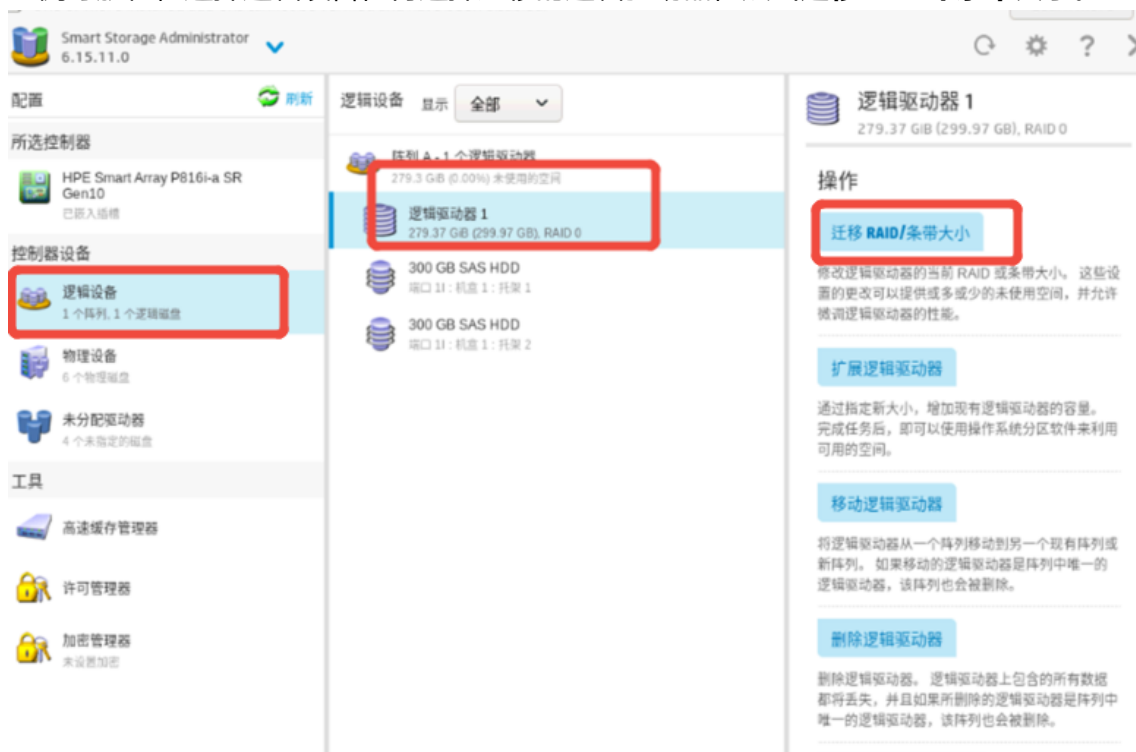 Smart Storage Administrator
6.15.11.0
配置
刷新
所选控制器
HPE Smart Array P816i-a SR
Gen10
已嵌入插槽
控制器设备
逻辑设备
1 个阵列, 1 个逻辑磁盘
物理设备
6 个物理磁盘
未分配驱动器
4 个未指定的磁盘
工具
高速缓存管理器
许可管理器
加密管理器
未设置加密
逻辑设备 显示 全部
阵列 A - 1 个逻辑驱动器
279.3 GiB (0.00%) 未使用的空间
逻辑驱动器 1
279.37 GiB (299.97 GB), RAID 0
300 GB SAS HDD
端口 1I : 机盒 1 : 托架 1
300 GB SAS HDD
端口 1I : 机盒 1 : 托架 2
逻辑驱动器 1
279.37 GiB (299.97 GB), RAID 0
操作
迁移 RAID/条带大小
修改逻辑驱动器的当前 RAID 或条带大小。 这些设
置的更改可以提供或多或少的未使用空间，并允许
微调逻辑驱动器的性能。
扩展逻辑驱动器
通过指定新大小，增加现有逻辑驱动器的容量。
完成任务后，即可以使用操作系统分区软件来利用
可用的空间。
移动逻辑驱动器
将逻辑驱动器从一个阵列移动到另一个现有阵列或
新阵列。 如果移动的逻辑驱动器是阵列中唯一的
逻辑驱动器，该阵列也会被删除。
删除逻辑驱动器
删除逻辑驱动器。 逻辑驱动器上包含的所有数据
都将丢失，并且如果所删除的逻辑驱动器是阵列中
唯一的逻辑驱动器，该阵列也会被删除。